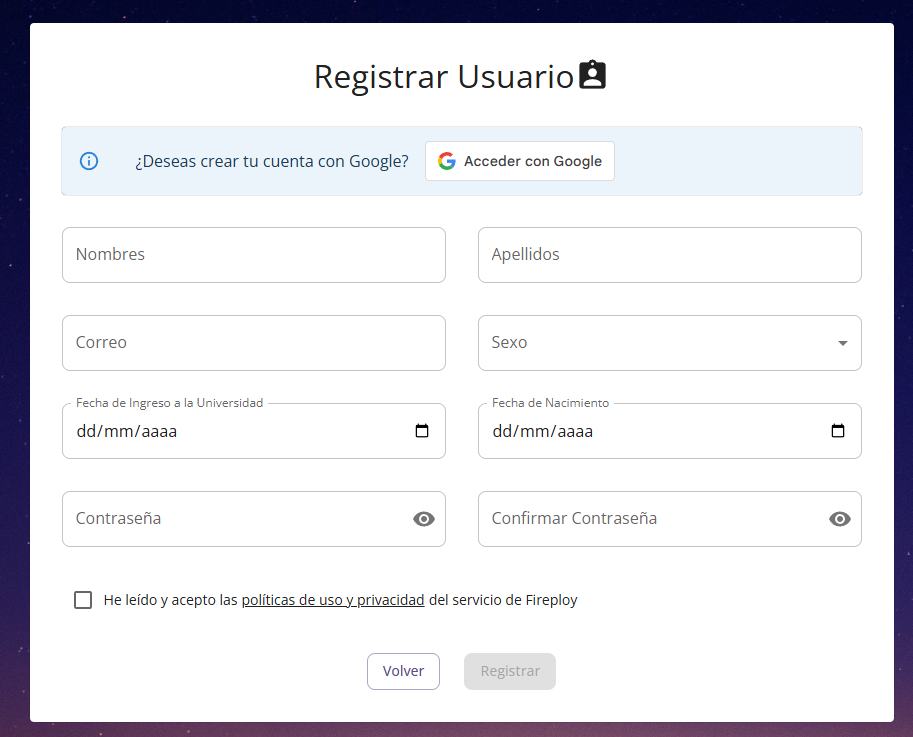 Registrar Usuario
¿Deseas crear tu cuenta con Google? Acceder con Google
Nombres Apellidos
Correo Sexo
Fecha de Ingreso a la Universidad Fecha de Nacimiento
dd/mm/aaaa dd/mm/aaaa
Contraseña Confirmar Contraseña
He leído y acepto las políticas de uso y privacidad del servicio de Fireploy
Volver Registrar